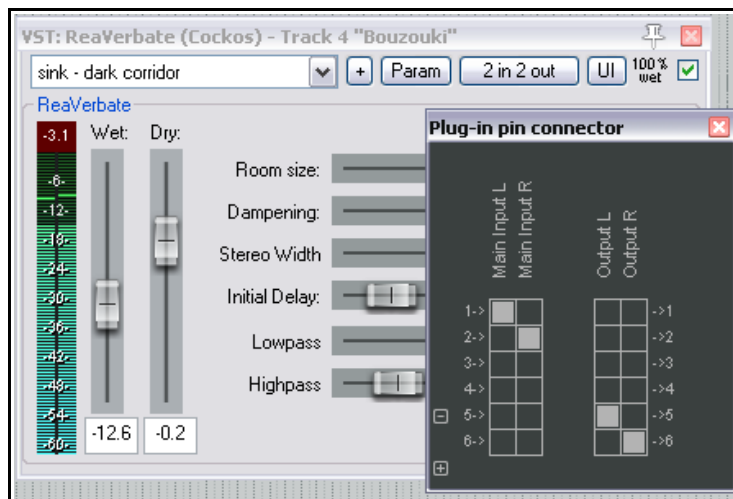 VST: ReaVerbate (Cockos) - Track 4 "Bouzouki"
sink - dark corridor
+
Param
2 in 2 out
UI
100 %
wet
ReaVerbate
-3.1
Wet:
Dry:
-6-
-12-
-18-
-24-
-30-
-36-
-42-
-48-
-54-
-60-
-12.6
-0.2
Room size:
Dampening:
Stereo Width
Initial Delay:
Lowpass
Highpass
Plug-in pin connector
Main Input L
Main Input R
Output L
Output R
1->
2->
3->
4->
5->
6->
->1
->2
->3
->4
->5
->6